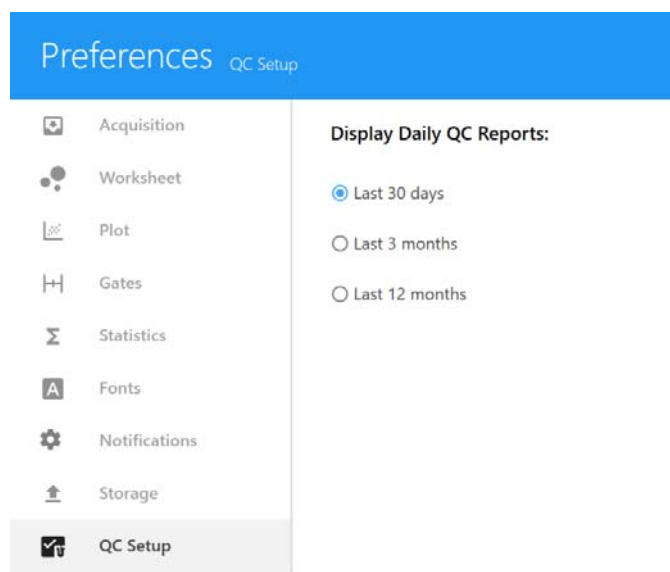 Preferences QC Setup
Acquisition
Worksheet
Plot
Gates
Statistics
Fonts
Notifications
Storage
QC Setup
Display Daily QC Reports:
Last 30 days
Last 3 months
Last 12 months